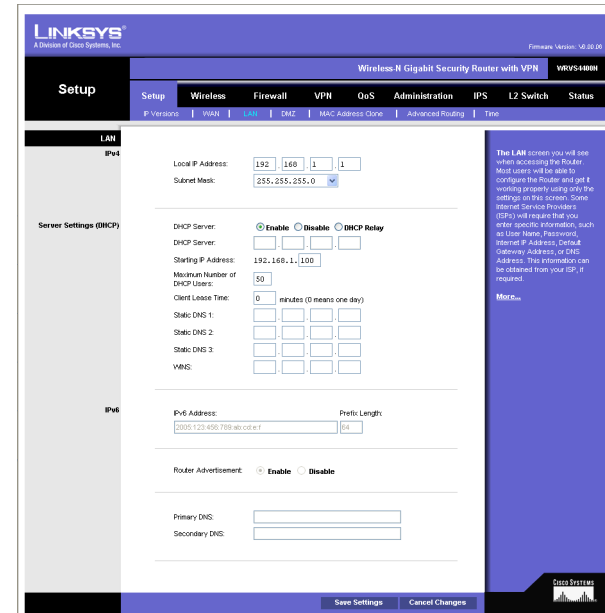 LINKSYS®
A Division of Cisco Systems, Inc.
Firmware Version: V0.00.06
Wireless-N Gigabit Security Router with VPN WRVS4400N
Setup
Setup Wireless Firewall VPN QoS Administration IPS L2 Switch Status
IP Versions | WAN | LAN | DMZ | MAC Address Clone | Advanced Routing | Time
LAN
IPv4
Local IP Address: 192 . 168 . 1 . 1
Subnet Mask: 255.255.255.0
Server Settings (DHCP)
DHCP Server: Enable Disable DHCP Relay
DHCP Server: . . .
Starting IP Address: 192.168.1. 100
Maximum Number of
DHCP Users: 50
Client Lease Time: 0 minutes (0 means one day)
Static DNS 1: . . .
Static DNS 2: . . .
Static DNS 3: . . .
WINS: . . .
IPv6
IPv6 Address: Prefix Length:
2005:123:456:789:ab:cd:e:f 64
Router Advertisement: Enable Disable
Primary DNS:
Secondary DNS:
The LAN screen you will see
when accessing the Router.
Most users will be able to
configure the Router and get it
working properly using only the
settings on this screen. Some
Internet Service Providers
(ISPs) will require that you
enter specific information, such
as User Name, Password,
Internet IP Address, Default
Gateway Address, or DNS
Address. This information can
be obtained from your ISP, if
required.
More...
Save Settings Cancel Changes
CISCO SYSTEMS